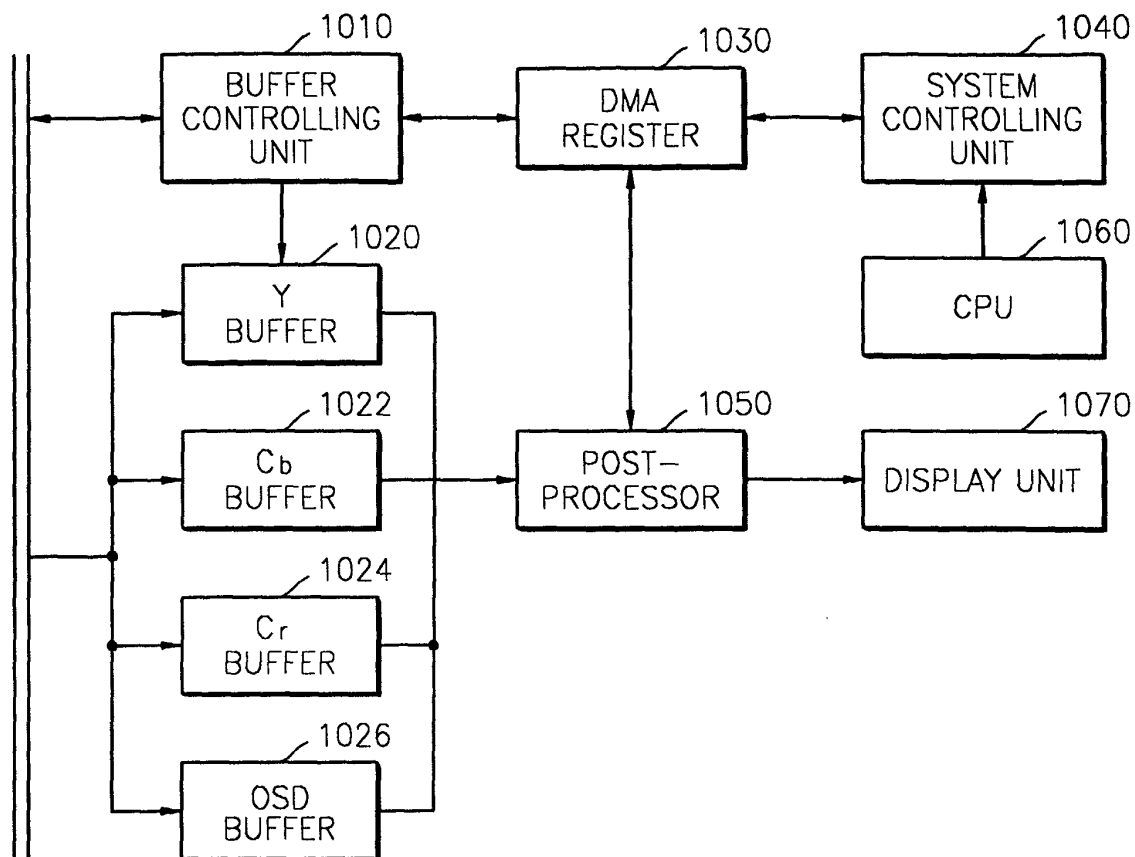 1010
BUFFER
CONTROLLING
UNIT
1030
DMA
REGISTER
1040
SYSTEM
CONTROLLING
UNIT
1020
Y
BUFFER
1060
CPU
1022
Cb
BUFFER
1050
POST-
PROCESSOR
1070
DISPLAY UNIT
1024
Cr
BUFFER
1026
OSD
BUFFER